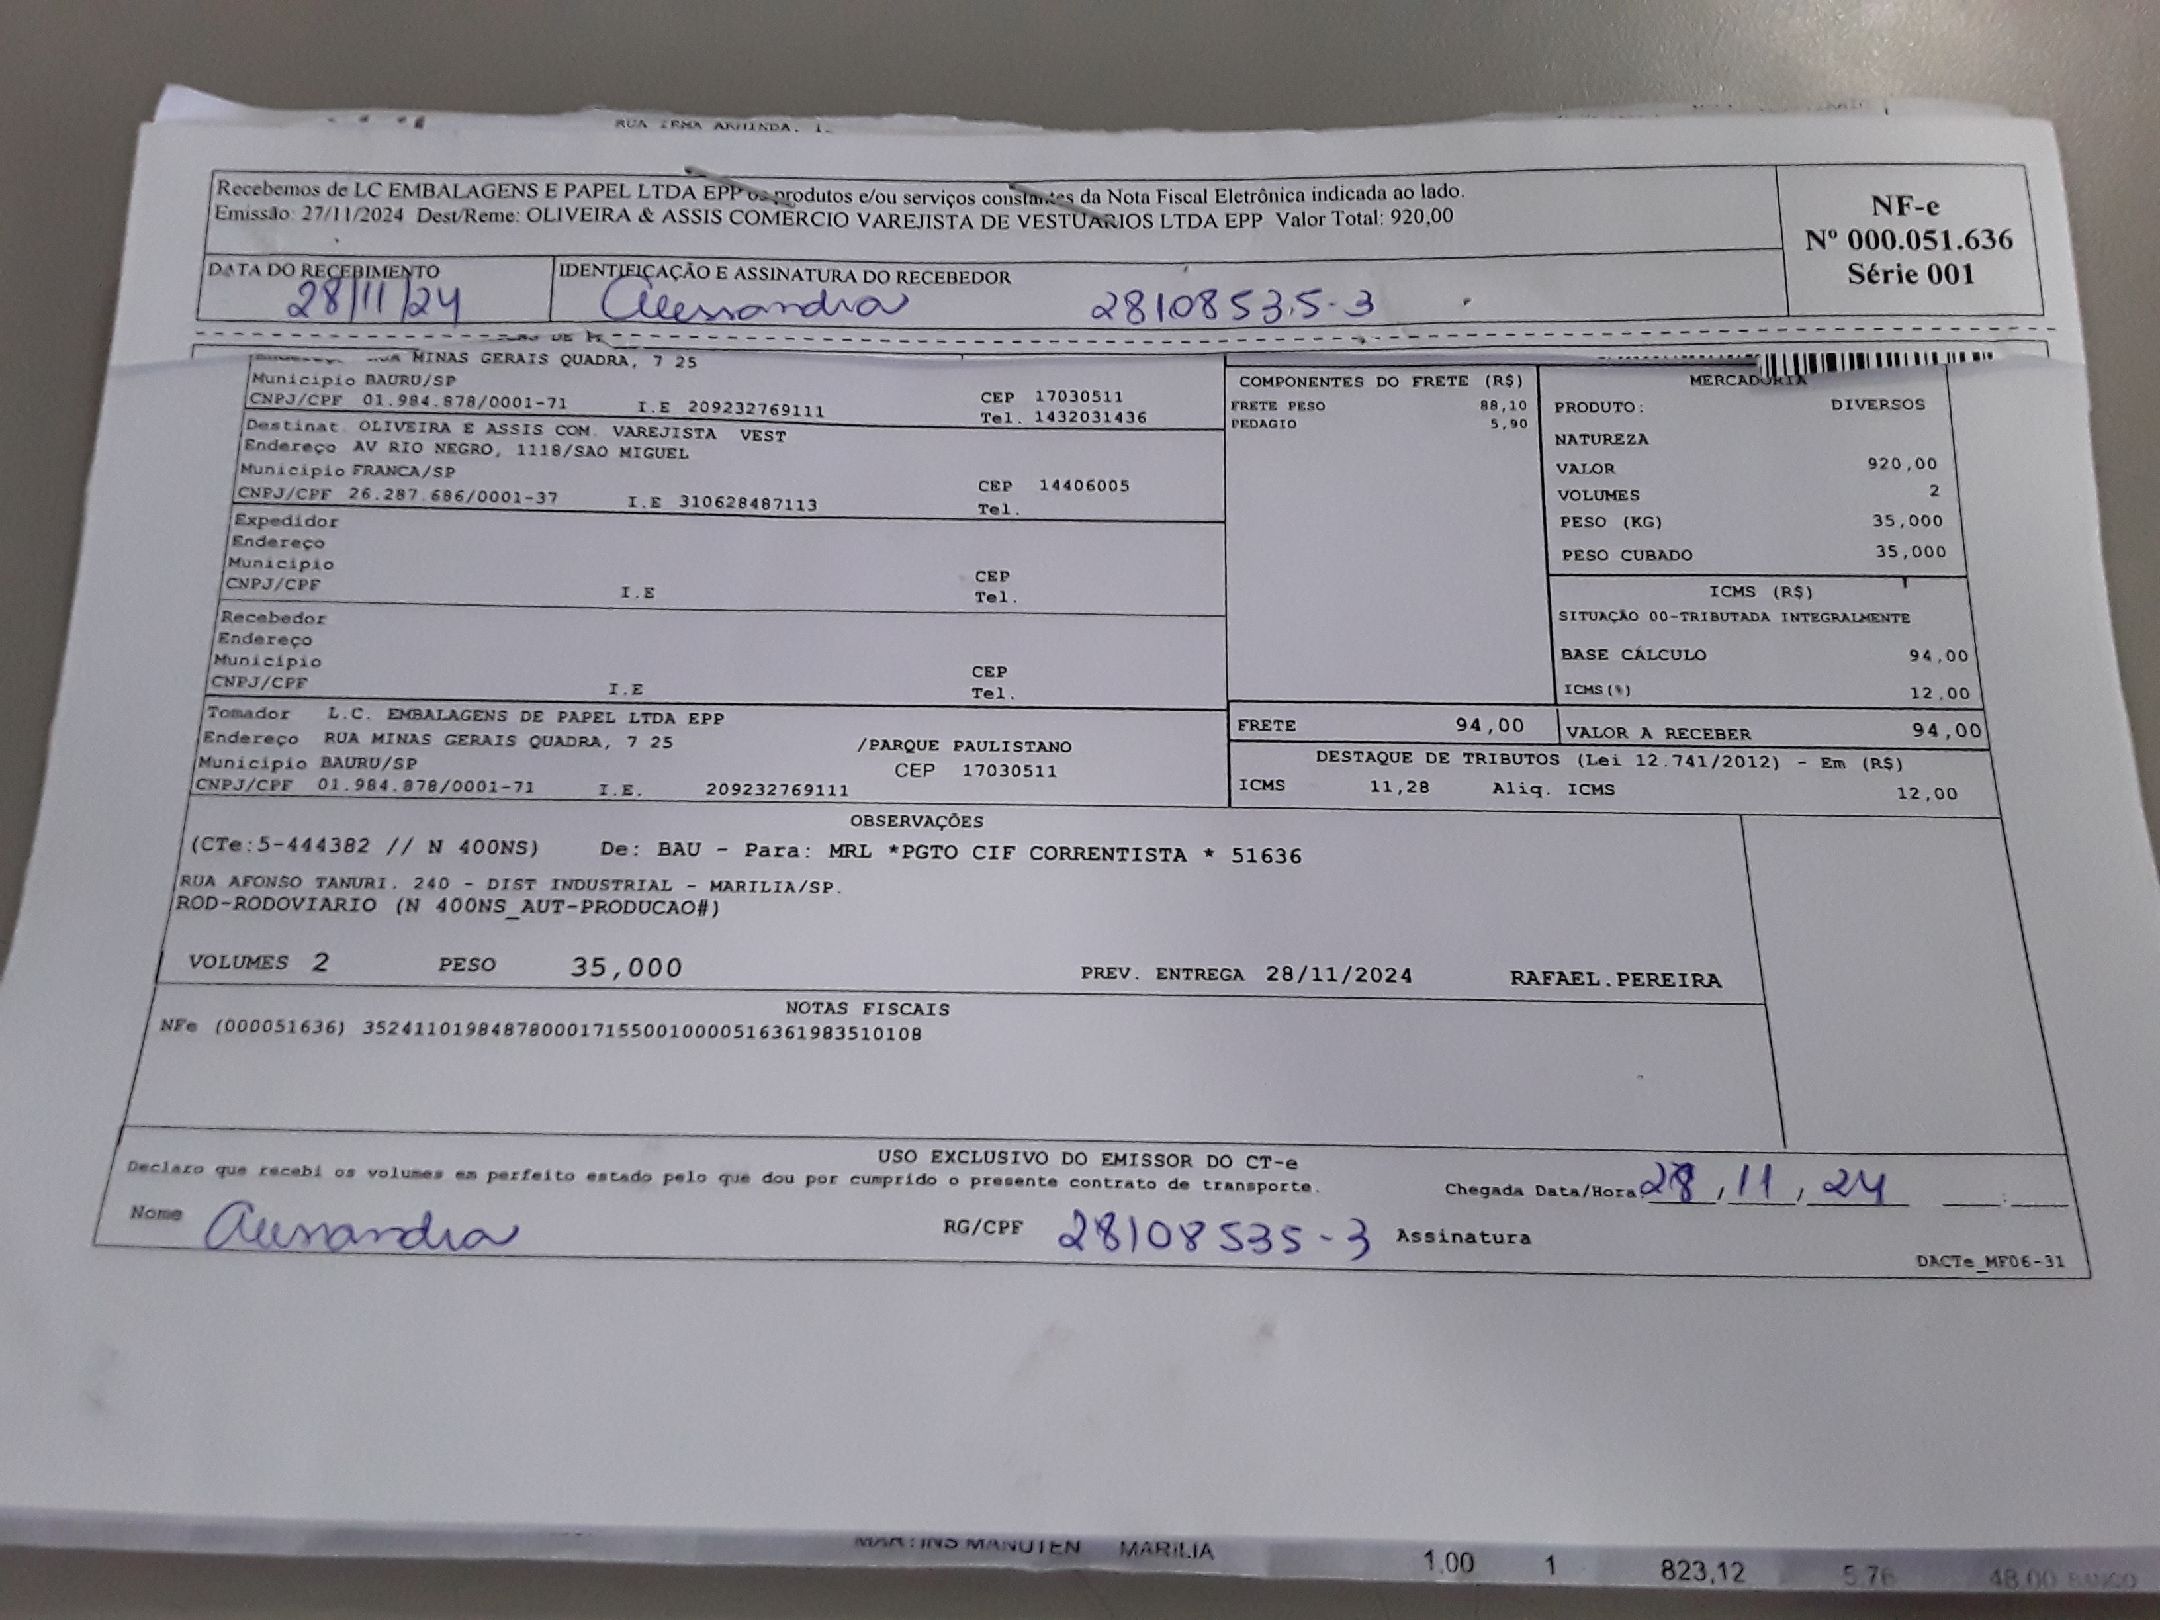 RUA IRMA ARMINDA, 1
Recebemos de LC EMBALAGENS E PAPEL LTDA EPP os produtos e/ou serviços constantes da Nota Fiscal Eletrônica indicada ao lado.
Emissão: 27/11/2024 Dest/Reme: OLIVEIRA & ASSIS COMERCIO VAREJISTA DE VESTUARIOS LTDA EPP Valor Total: 920,00
NF-e
Nº 000.051.636
Série 001
DATA DO RECEBIMENTO
28/11/24
IDENTIFICAÇÃO E ASSINATURA DO RECEBEDOR
Alessandra 28108535-3
RUA MINAS GERAIS QUADRA, 7 25
Município BAURU/SP CEP 17030511
CNPJ/CPF 01.984.878/0001-71 I.E 209232769111 Tel. 1432031436
Destinat. OLIVEIRA E ASSIS COM. VAREJISTA VEST
Endereço AV RIO NEGRO, 1118/SAO MIGUEL
Município FRANCA/SP CEP 14406005
CNPJ/CPF 26.287.686/0001-37 I.E 310628487113 Tel.
Expedidor
Endereço
Município CEP
CNPJ/CPF I.E Tel.
Recebedor
Endereço
Município CEP
CNPJ/CPF I.E Tel.
Tomador L.C. EMBALAGENS DE PAPEL LTDA EPP
Endereço RUA MINAS GERAIS QUADRA, 7 25 /PARQUE PAULISTANO
Município BAURU/SP CEP 17030511
CNPJ/CPF 01.984.878/0001-71 I.E. 209232769111
COMPONENTES DO FRETE (R$)
FRETE PESO 88,10
PEDAGIO 5,90
MERCADORIA
PRODUTO: DIVERSOS
NATUREZA
VALOR 920,00
VOLUMES 2
PESO (KG) 35,000
PESO CUBADO 35,000
ICMS (R$)
SITUAÇÃO 00-TRIBUTADA INTEGRALMENTE
BASE CÁLCULO 94,00
ICMS(%) 12,00
FRETE 94,00 VALOR A RECEBER 94,00
DESTAQUE DE TRIBUTOS (Lei 12.741/2012) - Em (R$)
ICMS 11,28 Aliq. ICMS 12,00
OBSERVAÇÕES
(CTe:5-444382 // N 400NS) De: BAU - Para: MRL *PGTO CIF CORRENTISTA * 51636
RUA AFONSO TANURI, 240 - DIST INDUSTRIAL - MARILIA/SP.
ROD-RODOVIARIO (N 400NS_AUT-PRODUCAO#)
VOLUMES 2 PESO 35,000 PREV. ENTREGA 28/11/2024 RAFAEL.PEREIRA
NOTAS FISCAIS
NFe (000051636) 35241101984878000171550010000516361983510108
USO EXCLUSIVO DO EMISSOR DO CT-e
Declaro que recebi os volumes em perfeito estado pelo que dou por cumprido o presente contrato de transporte.
Chegada Data/Hora 28, 11, 24 :
Nome Alessandra RG/CPF 28108535-3 Assinatura
DACTe_MF06-31
MARTINS MANUTEN MARILIA 1.00 1 823,12 5.76 48.00 BANCO